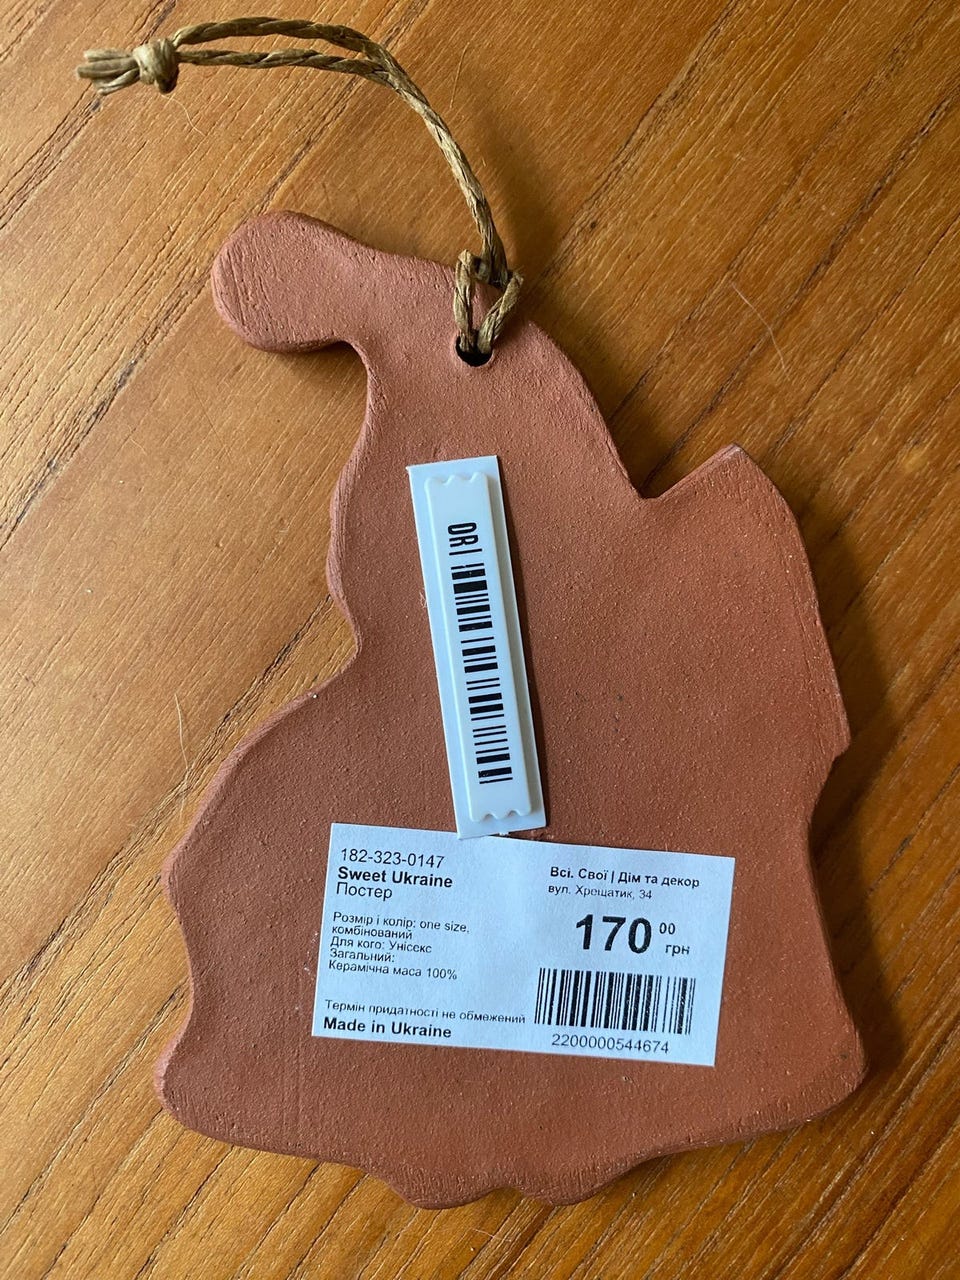 ORI
182-323-0147
Sweet Ukraine
Постер
Розмір і колір: one size,
комбінований
Для кого: Унісекс
Загальний:
Керамічна маса 100%
Термін придатності не обмежений
Made in Ukraine
Всі. Свої | Дім та декор
вул. Хрещатик, 34
170 00
грн
2200000544674